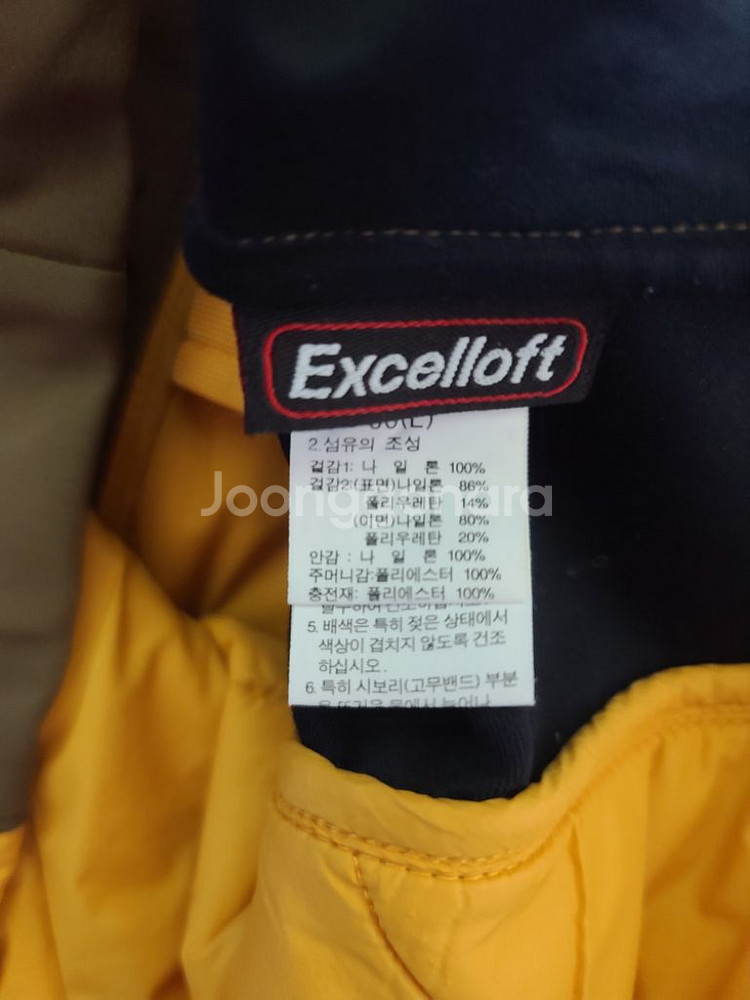 Excelloft
2.섬유의 조성
겉감1: 나 일 론 100%
겉감2:(표면)나일론 86%
폴리우레탄 14%
(이면)나일론 80%
폴리우레탄 20%
안감 : 나 일 론 100%
주머니감:폴리에스터 100%
충전재: 폴리에스터 100%
5. 배색은 특히 젖은 상태에서
색상이 겹치지 않도록 건조
하십시오.
6. 특히 시보리(고무밴드) 부분
Joongonara